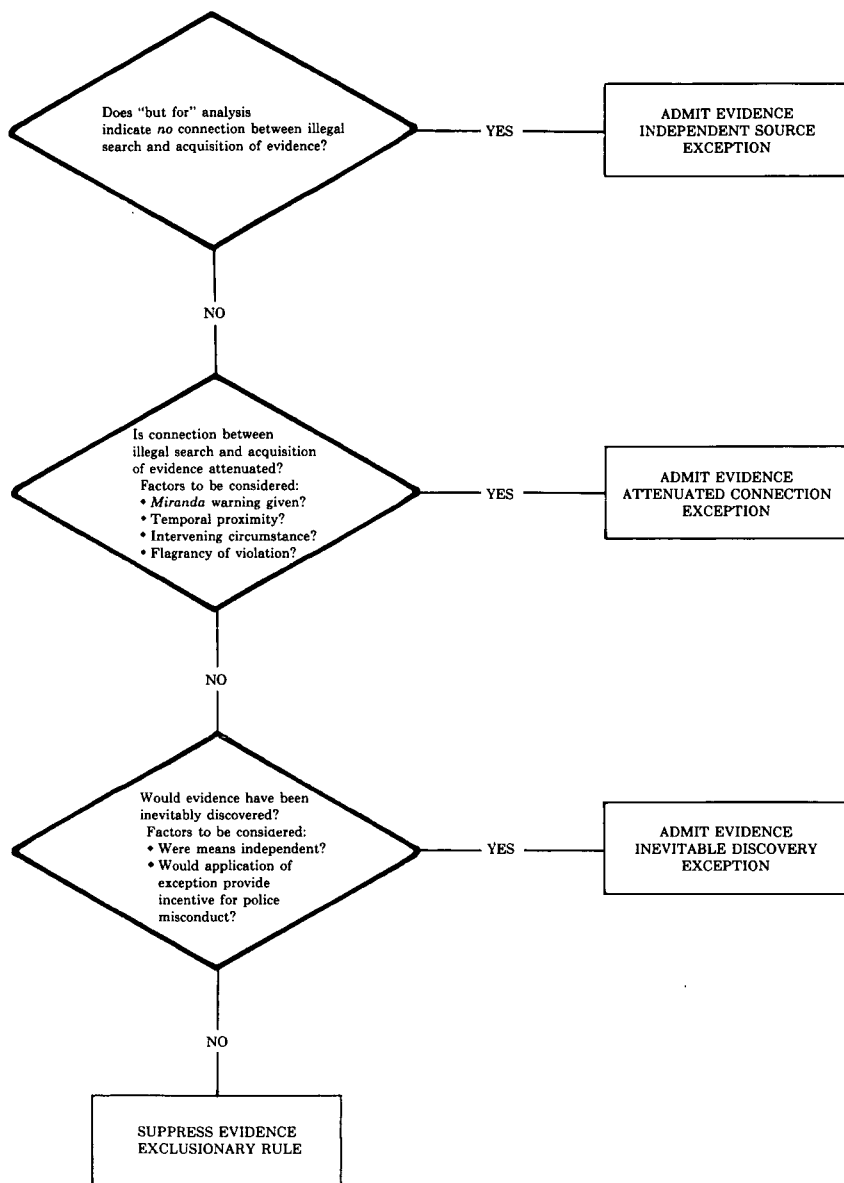 Does "but for" analysis
indicate no connection between illegal
search and acquisition of evidence?
YES
ADMIT EVIDENCE
INDEPENDENT SOURCE
EXCEPTION
NO
Is connection between
illegal search and acquisition
of evidence attenuated?
Factors to be considered:
• Miranda warning given?
• Temporal proximity?
• Intervening circumstance?
• Flagrancy of violation?
YES
ADMIT EVIDENCE
ATTENUATED CONNECTION
EXCEPTION
NO
Would evidence have been
inevitably discovered?
Factors to be considered:
• Were means independent?
• Would application of
exception provide
incentive for police
misconduct?
YES
ADMIT EVIDENCE
INEVITABLE DISCOVERY
EXCEPTION
NO
SUPPRESS EVIDENCE
EXCLUSIONARY RULE